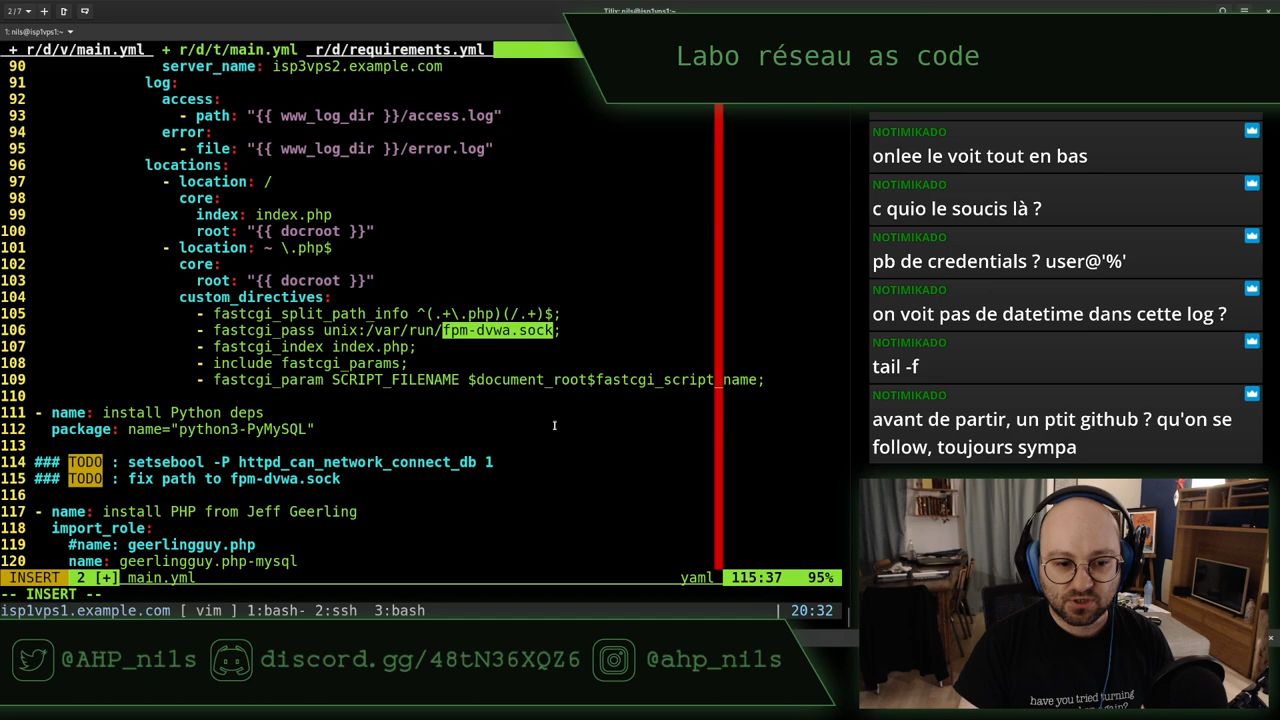 2/7
Tilix: nils@isp1vps1:~
1: nils@isp1vps1:~
+ r/d/v/main.yml + r/d/t/main.yml r/d/requirements.yml
Labo réseau as code
90 server_name: isp3vps2.example.com
91 log:
92 access:
93 - path: "{{ www_log_dir }}/access.log"
94 error:
95 - file: "{{ www_log_dir }}/error.log"
96 locations:
97 - location: /
98 core:
99 index: index.php
100 root: "{{ docroot }}"
101 - location: ~ \.php$
102 core:
103 root: "{{ docroot }}"
104 custom_directives:
105 - fastcgi_split_path_info ^(.+\.php)(/.+)$;
106 - fastcgi_pass unix:/var/run/fpm-dvwa.sock;
107 - fastcgi_index index.php;
108 - include fastcgi_params;
109 - fastcgi_param SCRIPT_FILENAME $document_root$fastcgi_script_name;
110
111 - name: install Python deps
112 package: name="python3-PyMySQL"
113
114 ### TODO : setsebool -P httpd_can_network_connect_db 1
115 ### TODO : fix path to fpm-dvwa.sock
116
117 - name: install PHP from Jeff Geerling
118 import_role:
119 #name: geerlingguy.php
120 name: geerlingguy.php-mysql
INSERT 2 [+] main.yml yaml 115:37 95%
-- INSERT --
isp1vps1.example.com [ vim ] 1:bash- 2:ssh 3:bash | 20:32
NOTIMIKADO
onlee le voit tout en bas
NOTIMIKADO
c quio le soucis là ?
NOTIMIKADO
pb de credentials ? user@'%'
NOTIMIKADO
on voit pas de datetime dans cette log ?
NOTIMIKADO
tail -f
NOTIMIKADO
avant de partir, un ptit github ? qu'on se
follow, toujours sympa
have you tried turning
@AHP_nils discord.gg/48tN36XQZ6 @ahp_nils